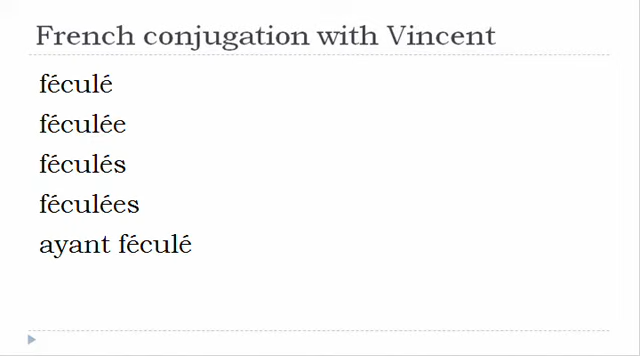 French conjugation with Vincent
féculé
féculée
féculés
féculées
ayant féculé